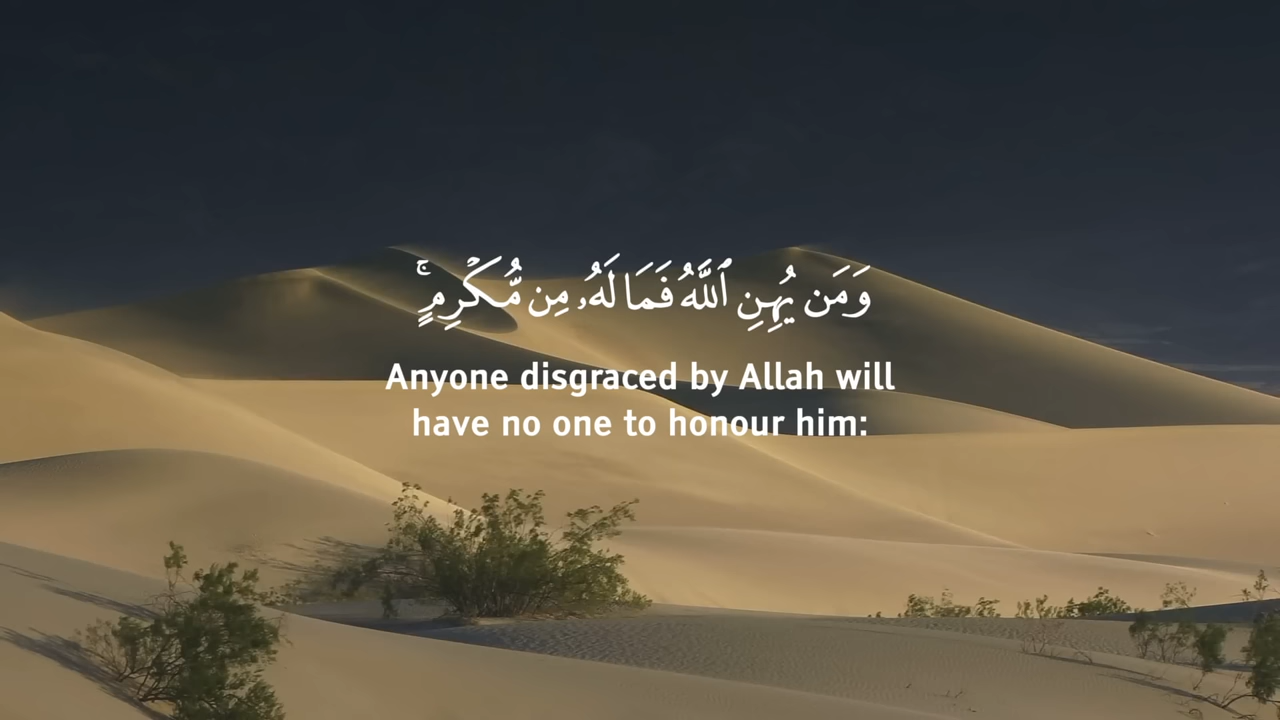 وَمَن يُهِنِ ٱللَّهُ فَمَا لَهُۥ مِن مُّكْرِمٍ ۚ
Anyone disgraced by Allah will
have no one to honour him: